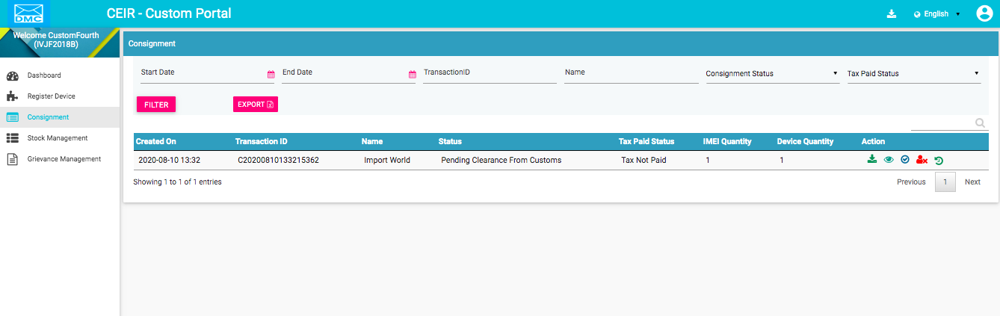 DMC
CEIR - Custom Portal
English
Welcome CustomFourth
(IVJF2018B)
Dashboard
Register Device
Consignment
Stock Management
Grievance Management
Consignment
Start Date End Date TransactionID Name Consignment Status Tax Paid Status
FILTER EXPORT
Created On Transaction ID Name Status Tax Paid Status IMEI Quantity Device Quantity Action
2020-08-10 13:32 C20200810133215362 Import World Pending Clearance From Customs Tax Not Paid 1 1
Showing 1 to 1 of 1 entries
Previous 1 Next